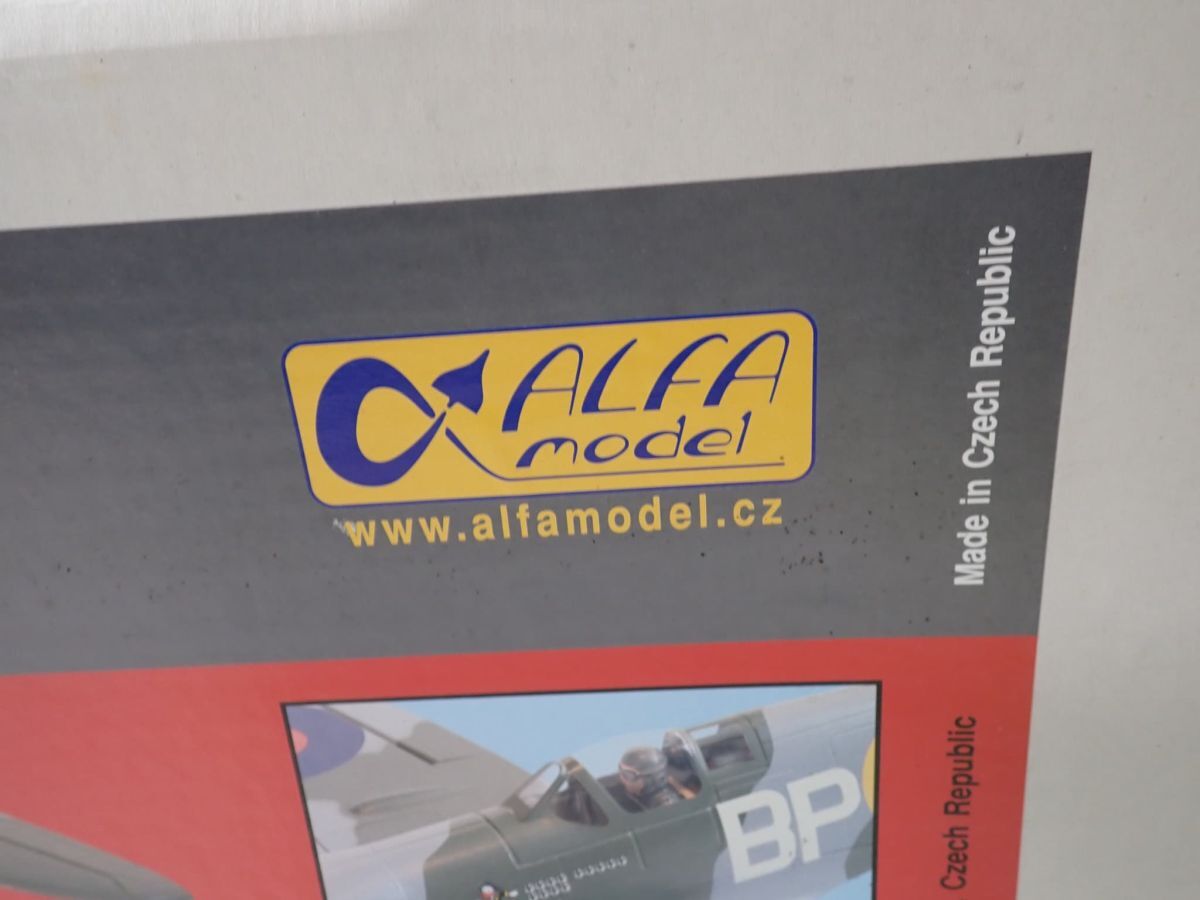 ALFA
model
www.alfamodel.cz
Made in Czech Republic
BP
Czech Republic